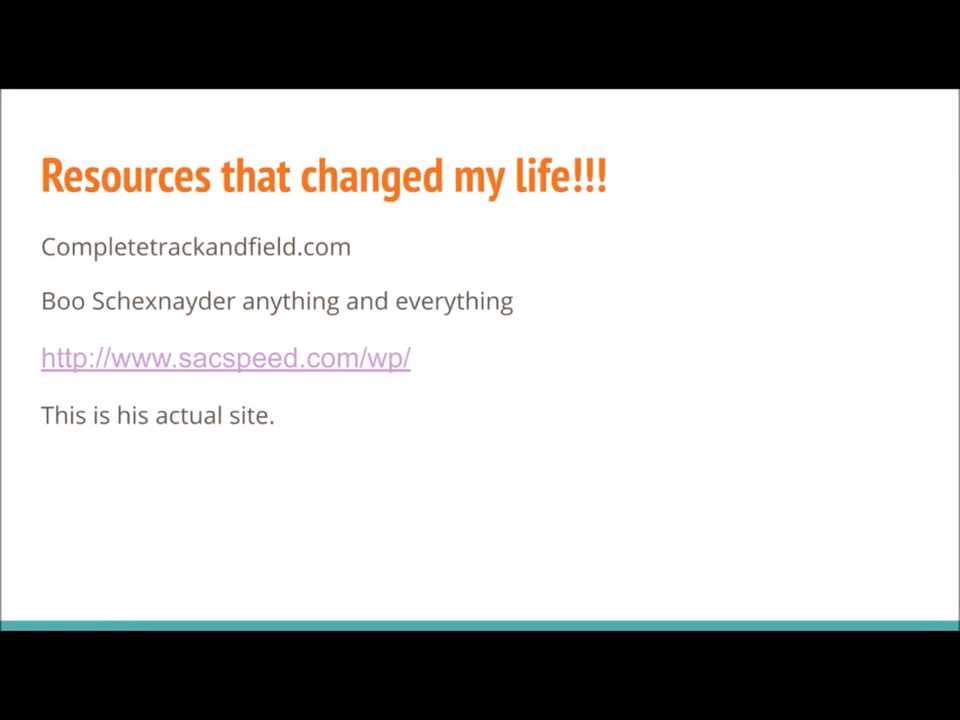 Resources that changed my life!!!
Completetrackandfield.com
Boo Schexnayder anything and everything
http://www.sacspeed.com/wp/
This is his actual site.